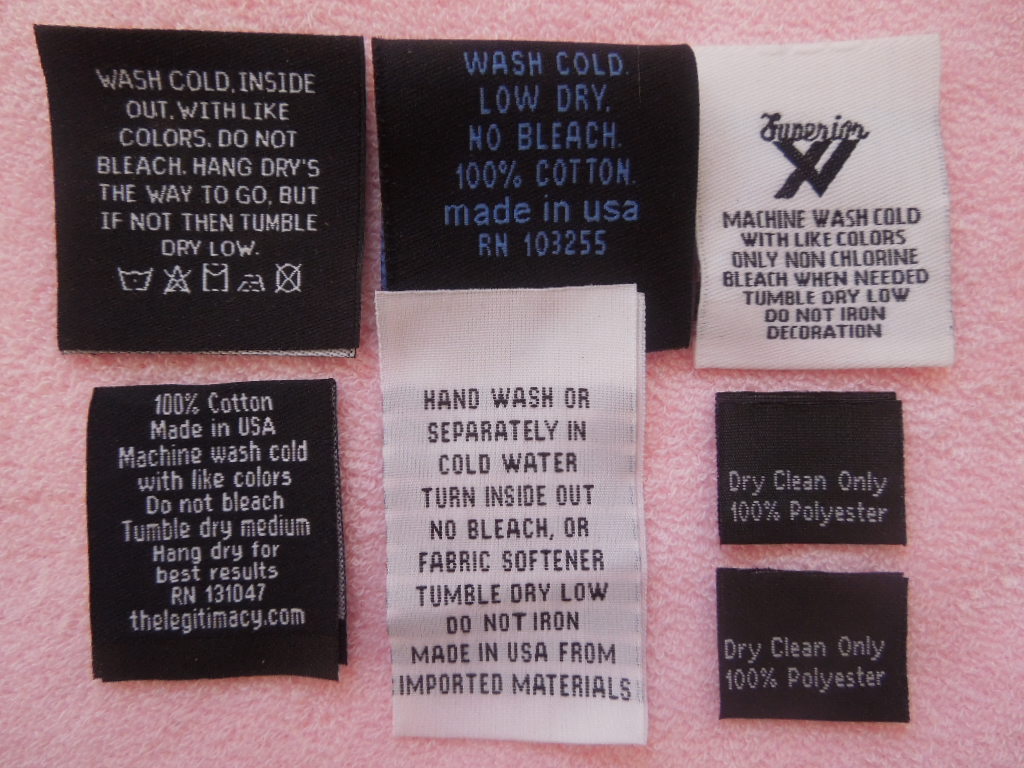 WASH COLD, INSIDE
OUT, WITH LIKE
COLORS. DO NOT
BLEACH. HANG DRY'S
THE WAY TO GO, BUT
IF NOT THEN TUMBLE
DRY LOW.
WASH COLD.
LOW DRY.
NO BLEACH.
100% COTTON.
made in usa
RN 103255
Superior
XV
MACHINE WASH COLD
WITH LIKE COLORS
ONLY NON CHLORINE
BLEACH WHEN NEEDED
TUMBLE DRY LOW
DO NOT IRON
DECORATION
100% Cotton
Made in USA
Machine wash cold
with like colors
Do not bleach
Tumble dry medium
Hang dry for
best results
RN 131047
thelegitimacy.com
HAND WASH OR
SEPARATELY IN
COLD WATER
TURN INSIDE OUT
NO BLEACH, OR
FABRIC SOFTENER
TUMBLE DRY LOW
DO NOT IRON
MADE IN USA FROM
IMPORTED MATERIALS
Dry Clean Only
100% Polyester
Dry Clean Only
100% Polyester